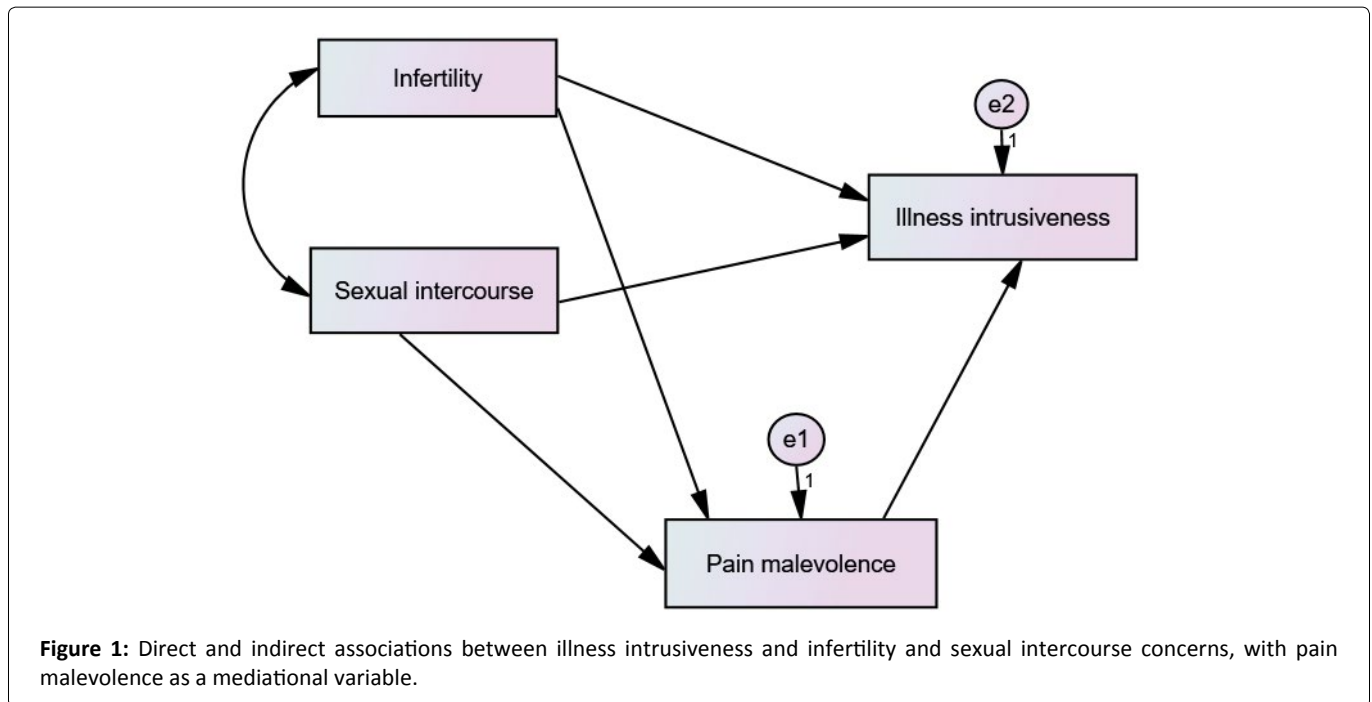 Infertility
e2
1
Illness intrusiveness
Sexual intercourse
e1
1
Pain malevolence
Figure 1: Direct and indirect associations between illness intrusiveness and infertility and sexual intercourse concerns, with pain
malevolence as a mediational variable.